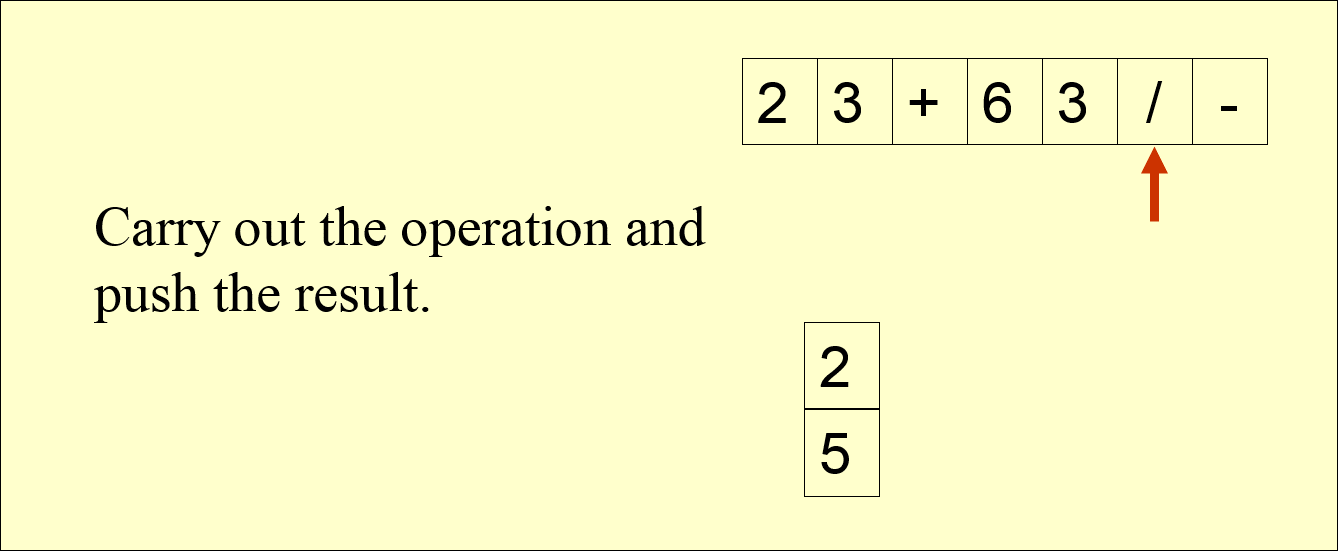 2 3 + 6 3 / -
Carry out the operation and
push the result.
2
5